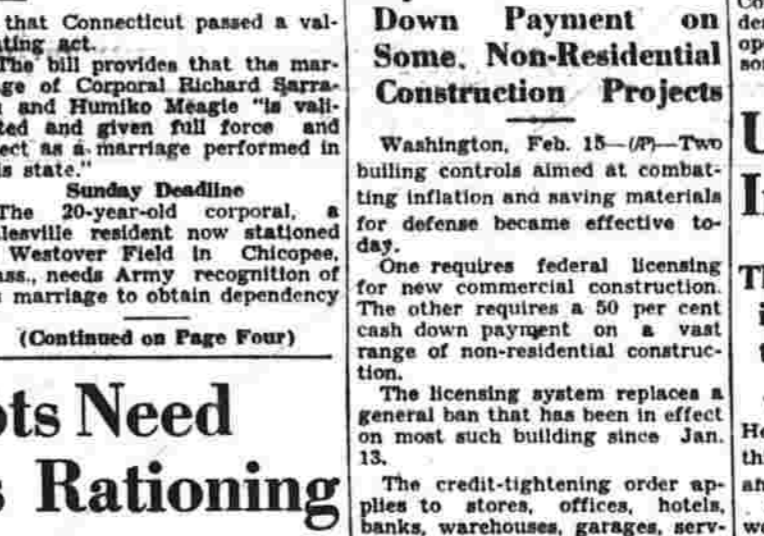 that Connecticut passed a val-
ating act.
The bill provides that the mar-
ge of Corporal Richard Sarra-
and Humiko Meagle "is vali-
ted and given full force and
ect as a marriage performed in
s state."
Sunday Deadline
The 20-year-old corporal, a
lesville resident now stationed
Westover Field in Chicopee,
ass., needs Army recognition of
marriage to obtain dependency
(Continued on Page Four)
ots Need
s Rationing
Down Payment on
Some. Non-Residential
Construction Projects
Washington, Feb. 15—(AP)—Two
builing controls aimed at combat-
ting inflation and saving materials
for defense became effective to-
day.
One requires federal licensing
for new commercial construction.
The other requires a 50 per cent
cash down payment on a vast
range of non-residential construc-
tion.
The licensing system replaces a
general ban that has been in effect
on most such building since Jan.
13.
The credit-tightening order ap-
plies to stores, offices, hotels,
banks, warehouses, garages, serv-